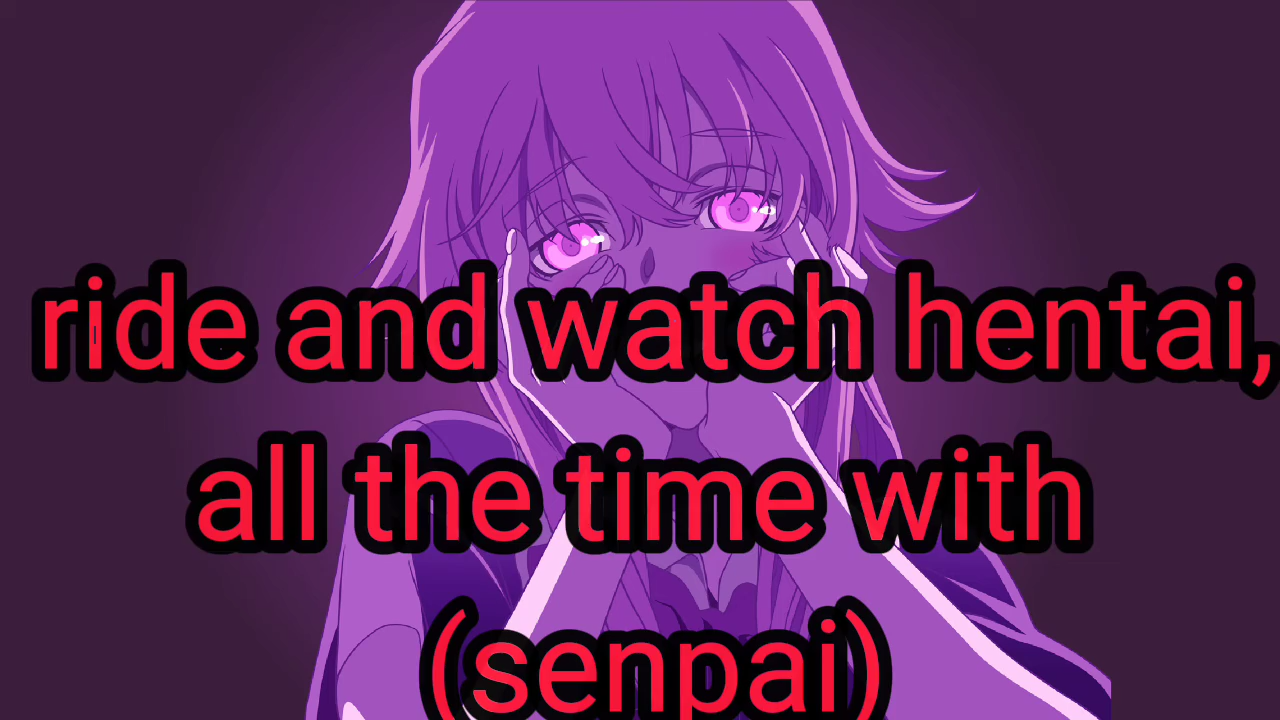 ride and watch hentai,
all the time with
(senpai)